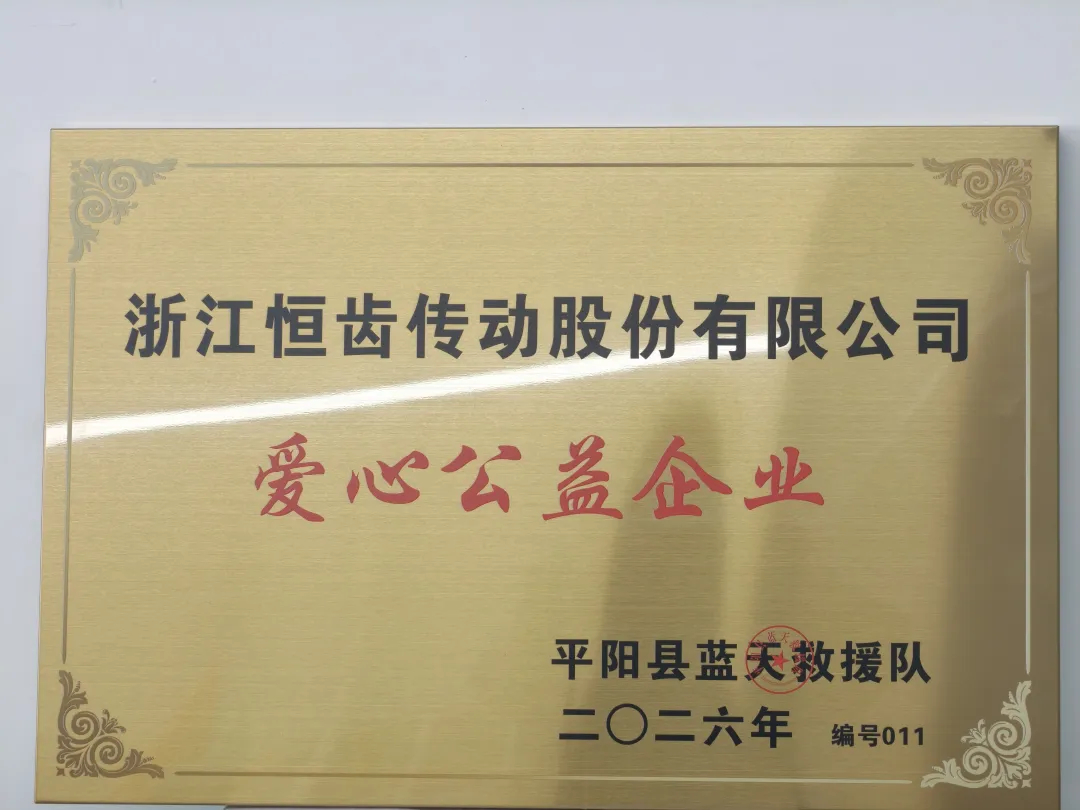 浙江恒齿传动股份有限公司
爱心公益企业
平阳县蓝天救援队
二〇二六年 编号011